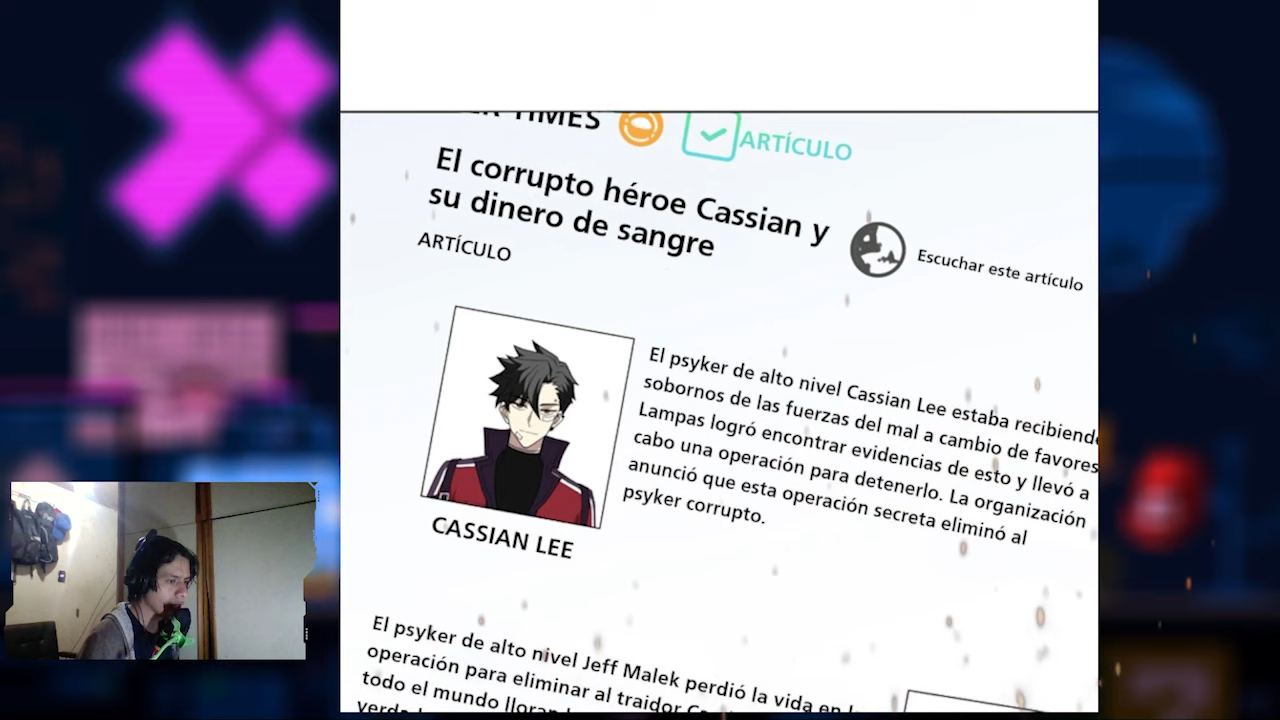 TIMES
ARTÍCULO
El corrupto héroe Cassian y
su dinero de sangre
ARTÍCULO
Escuchar este artículo
El psyker de alto nivel Cassian Lee estaba recibiendo
sobornos de las fuerzas del mal a cambio de favores
Lampas logró encontrar evidencias de esto y llevó a
cabo una operación para detenerlo. La organización
anunció que esta operación secreta eliminó al
psyker corrupto.
CASSIAN LEE
El psyker de alto nivel Jeff Malek perdió la vida en
operación para eliminar al traidor
todo el mundo